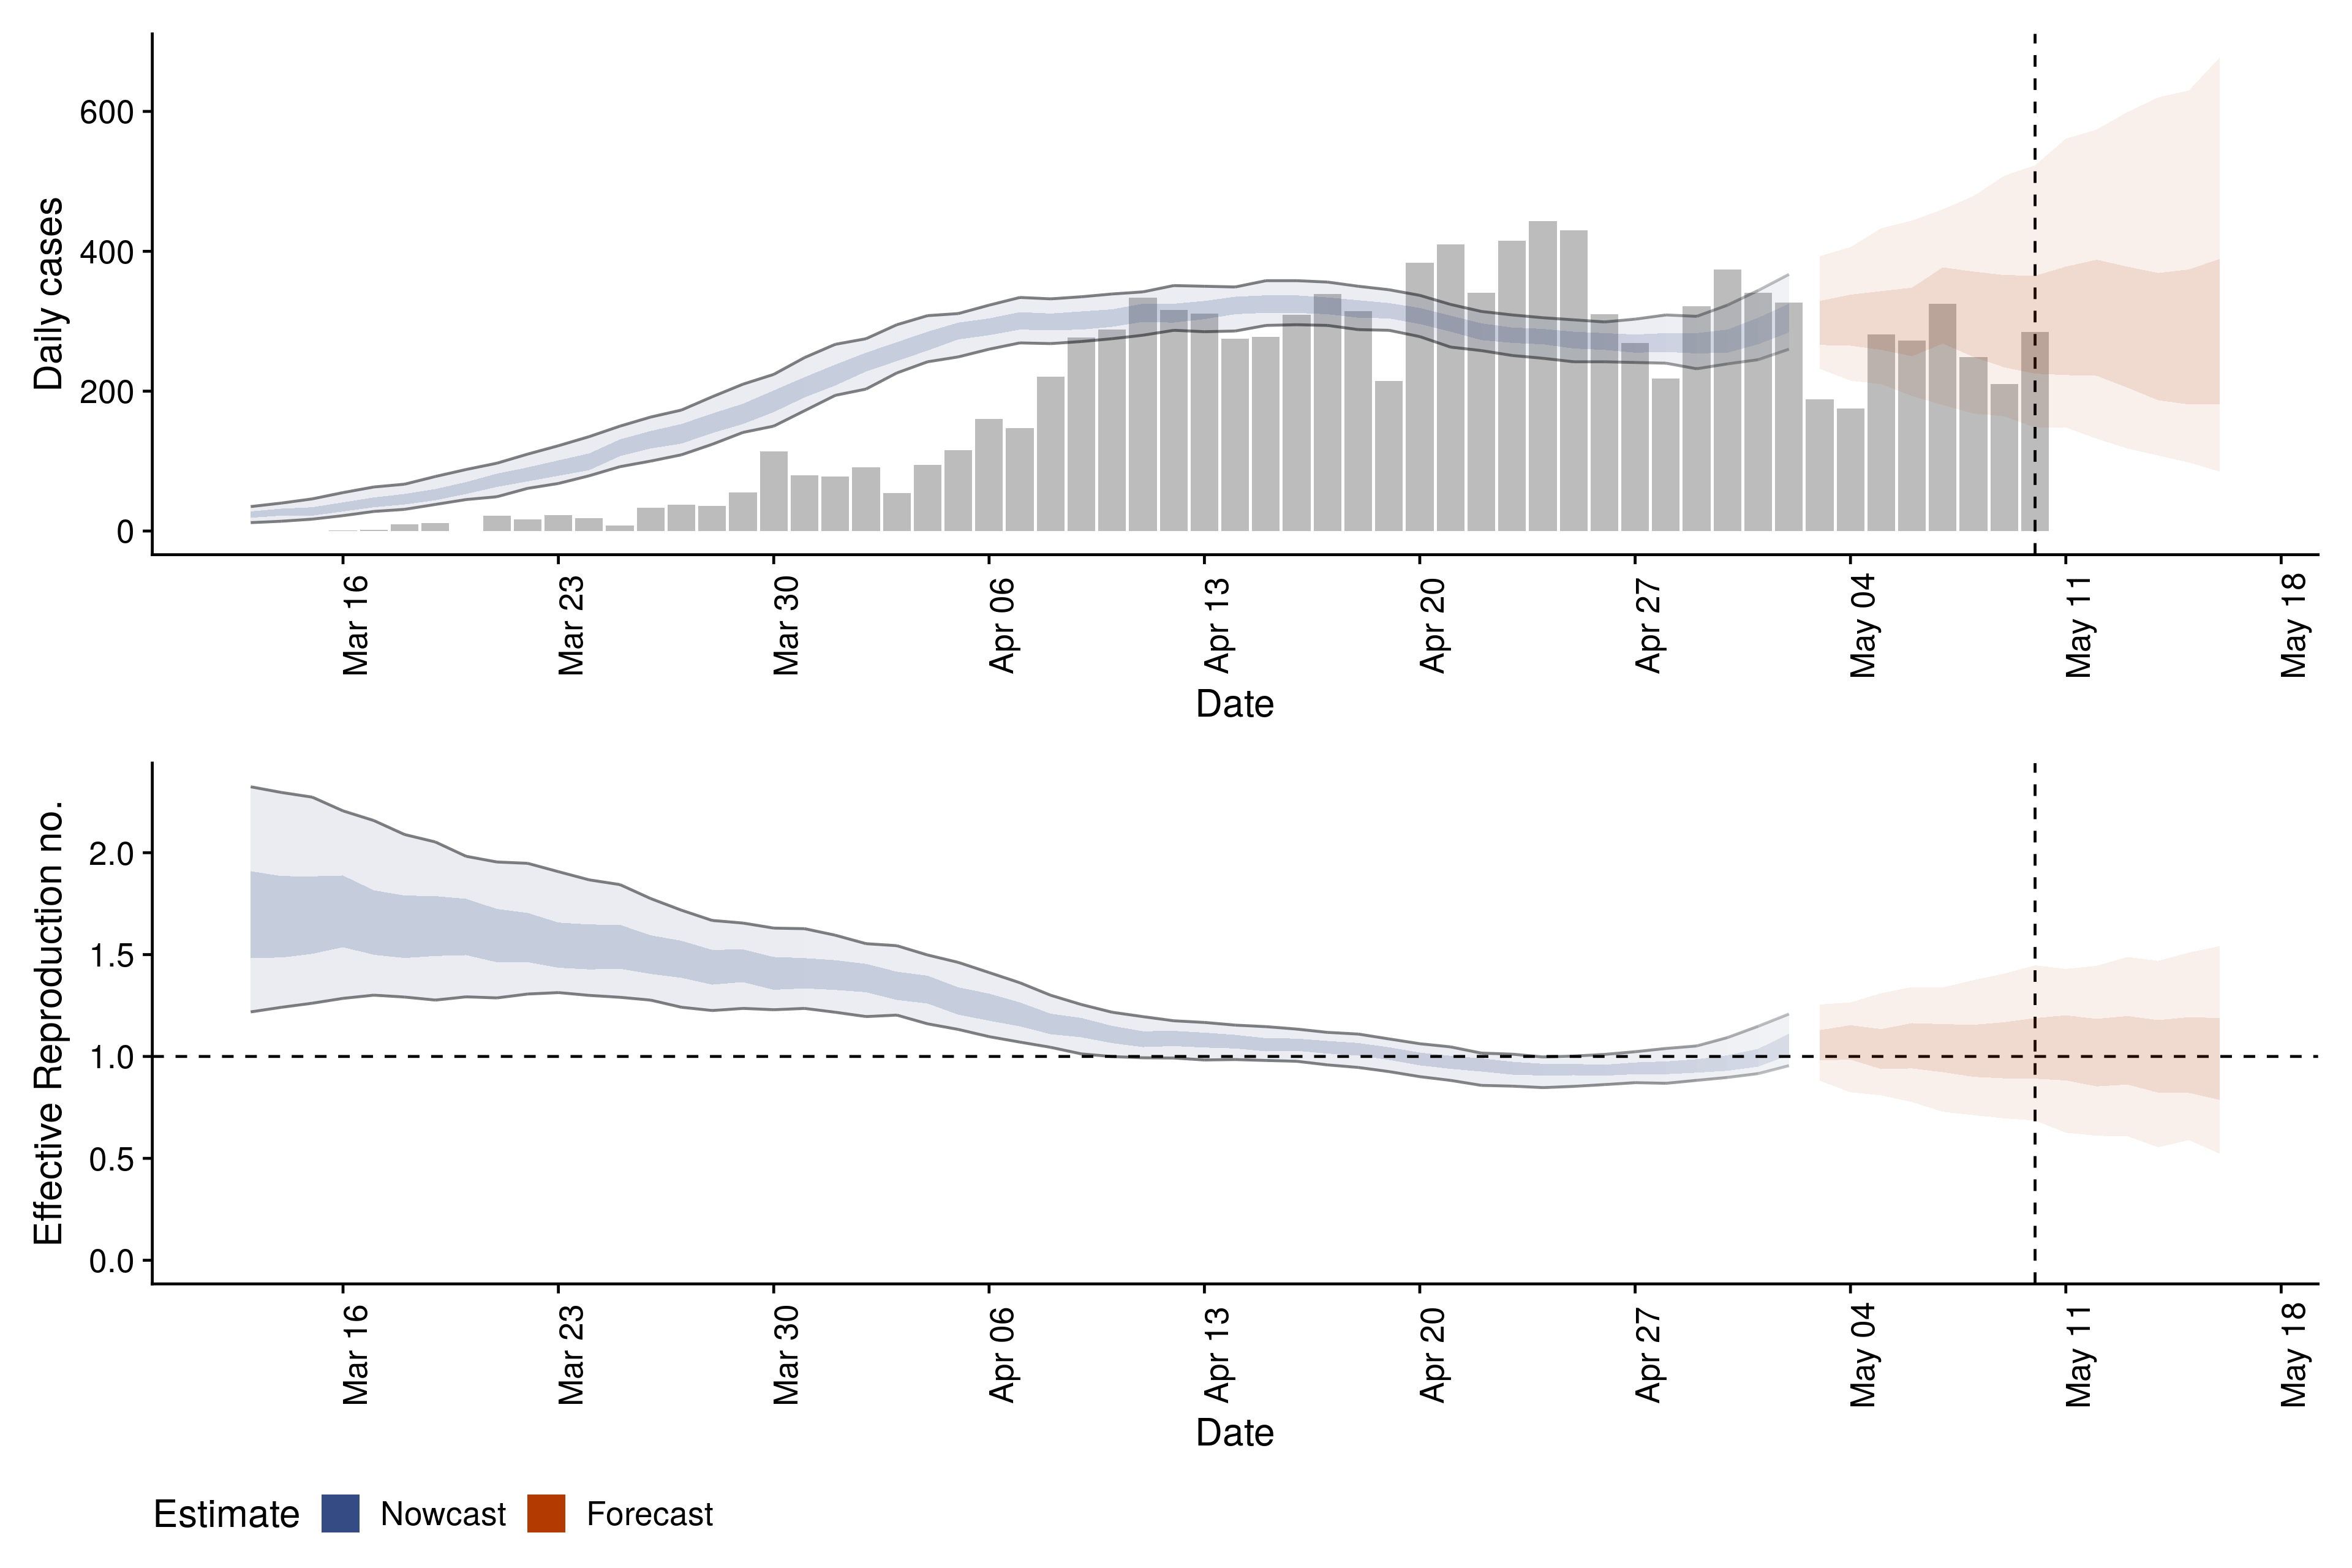 Daily cases
600
400
200
0
Mar 16
Mar 23
Mar 30
Apr 06
Apr 13
Apr 20
Apr 27
May 04
May 11
May 18
Date
Effective Reproduction no.
2.0
1.5
1.0
0.5
0.0
Mar 16
Mar 23
Mar 30
Apr 06
Apr 13
Apr 20
Apr 27
May 04
May 11
May 18
Date
Estimate Nowcast Forecast